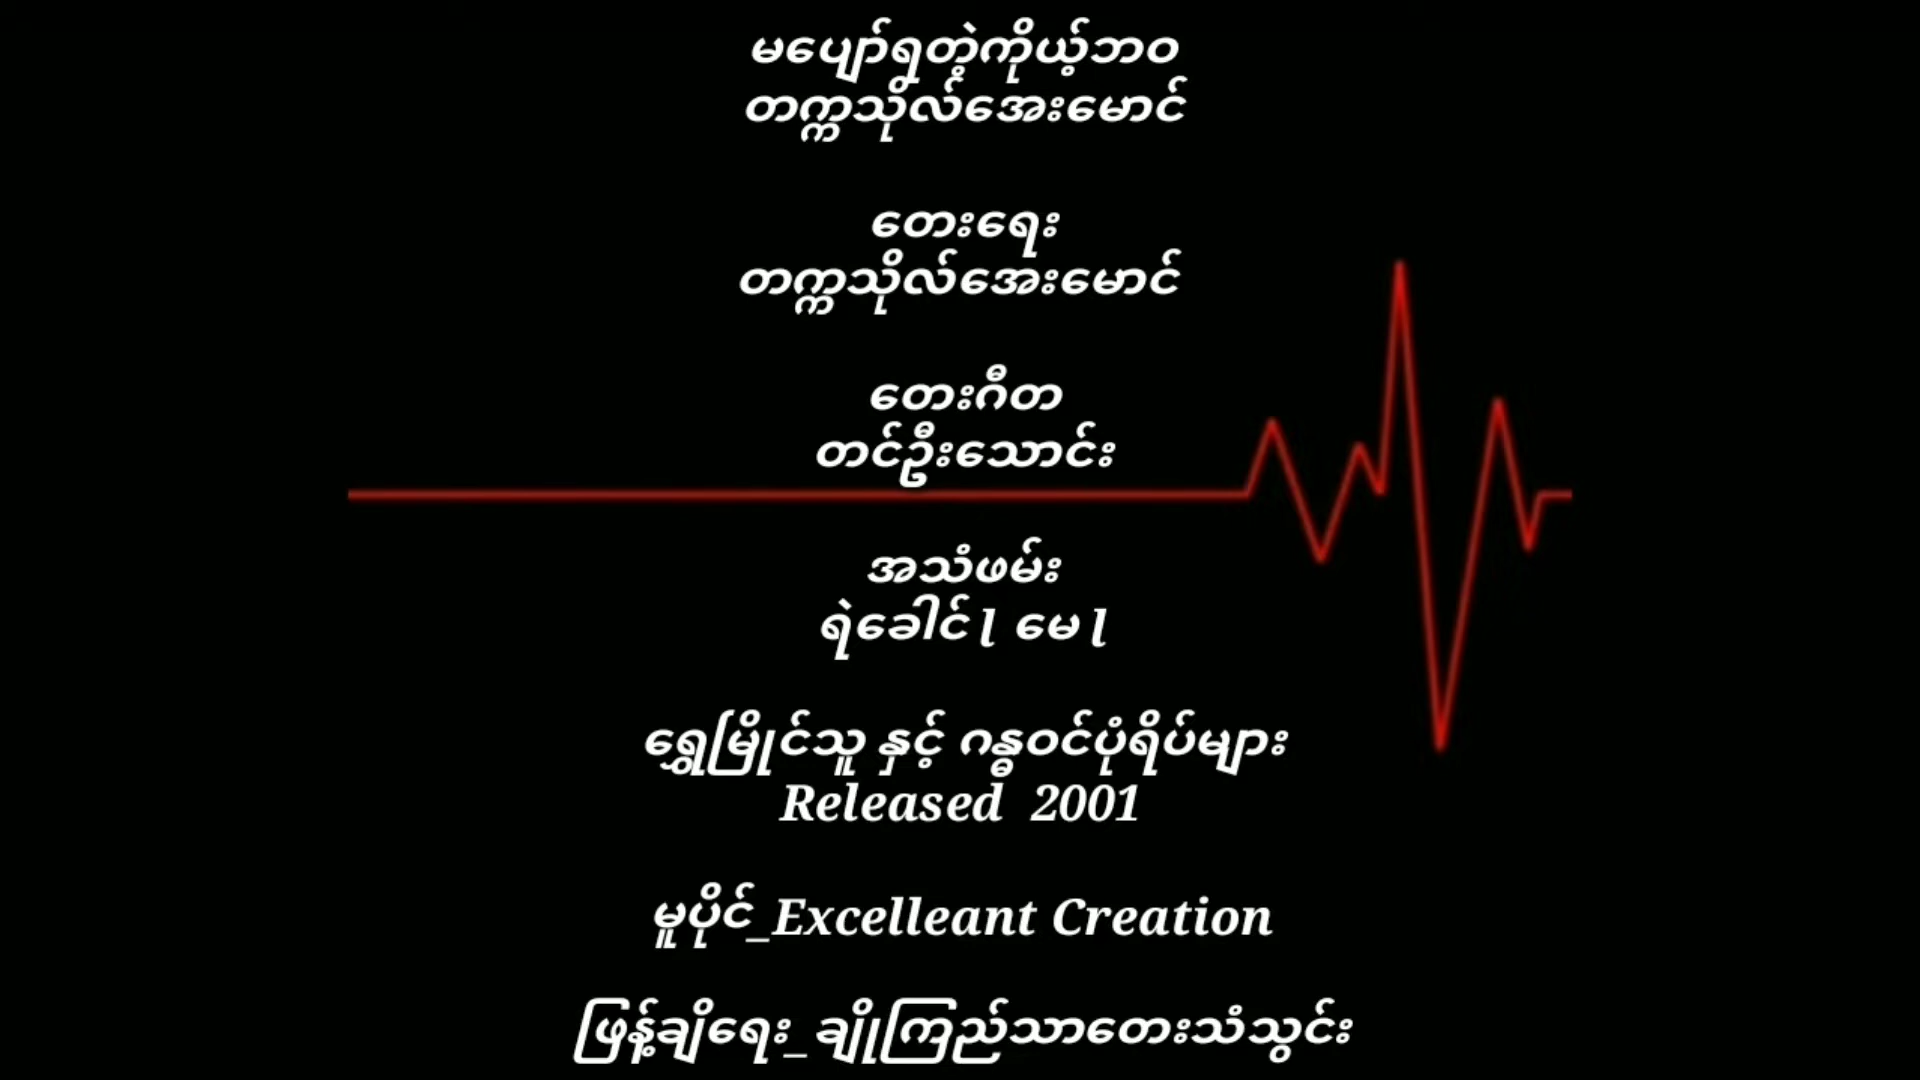 မပျော်ရတဲ့ကိုယ့်ဘဝ
တက္ကသိုလ်အေးမောင်
တေးရေး
တက္ကသိုလ်အေးမောင်
တေးဂီတ
တင်ဦးသောင်း
အသံဖမ်း
ရဲခေါင်၊ မေ၊
ရွှေမြိုင်သူ နှင့် ဂန္ဓဝင်ပုံရိပ်များ
Released 2001
မူပိုင်_Excelleant Creation
ဖြန့်ချိရေး_ချိုကြည်သာတေးသံသွင်း